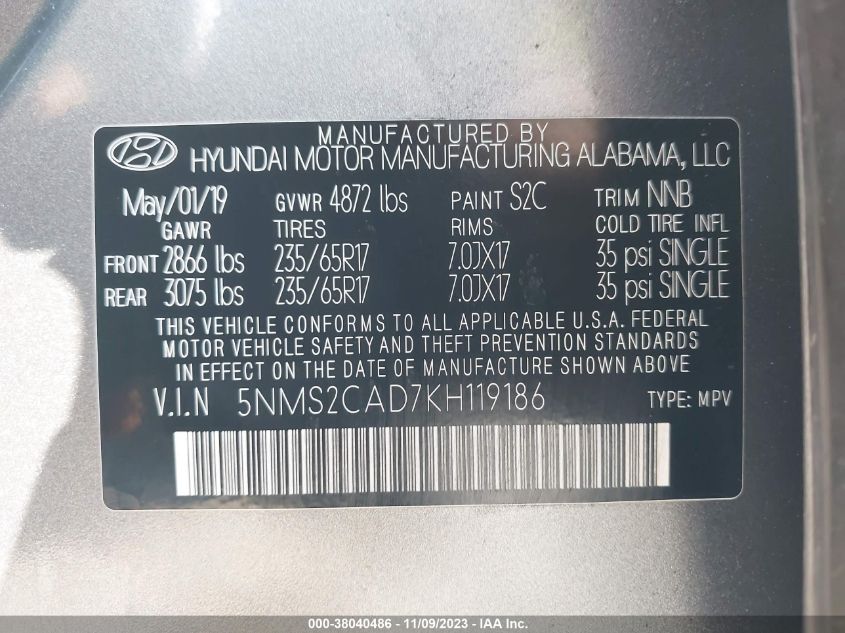 MANUFACTURED BY
HYUNDAI MOTOR MANUFACTURING ALABAMA, LLC
May/01/19 GVWR 4872 lbs PAINT S2C TRIM NNB
GAWR TIRES RIMS COLD TIRE INFL
FRONT 2866 lbs 235/65R17 7.0JX17 35 psi SINGLE
REAR 3075 lbs 235/65R17 7.0JX17 35 psi SINGLE
THIS VEHICLE CONFORMS TO ALL APPLICABLE U.S.A. FEDERAL
MOTOR VEHICLE SAFETY AND THEFT PREVENTION STANDARDS
IN EFFECT ON THE DATE OF MANUFACTURE SHOWN ABOVE
V.I.N 5NMS2CAD7KH119186 TYPE: MPV
000-38040486 - 11/09/2023 - IAA Inc.